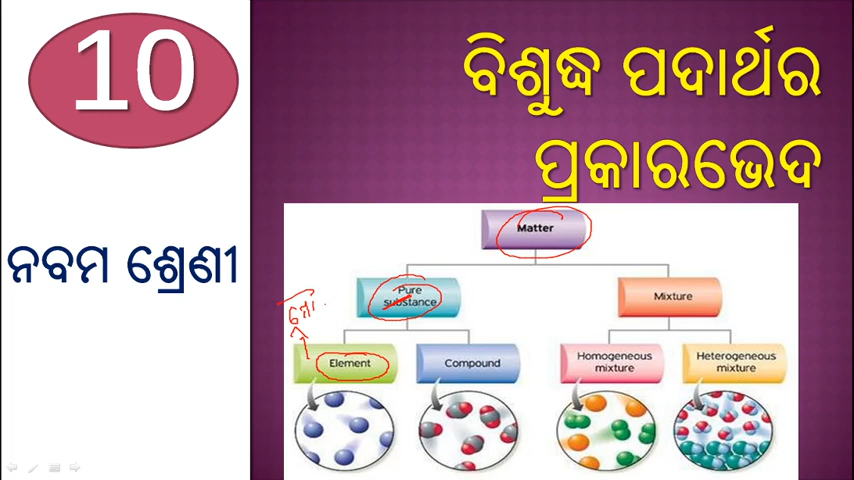 10
ବିଶୁଦ୍ଧ ପଦାର୍ଥର
ପ୍ରକାରଭେଦ
ନବମ ଶ୍ରେଣୀ
Matter
Pure
substance
Mixture
Element
Compound
Homogeneous
mixture
Heterogeneous
mixture